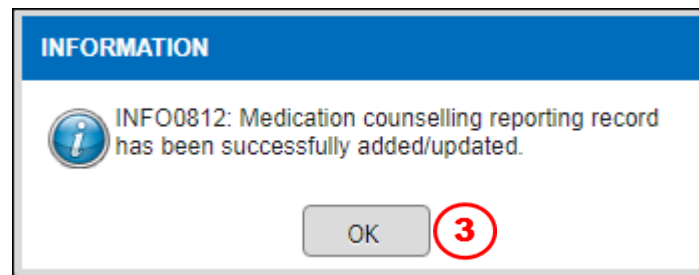 INFORMATION
INFO0812: Medication counselling reporting record
has been successfully added/updated.
OK
3